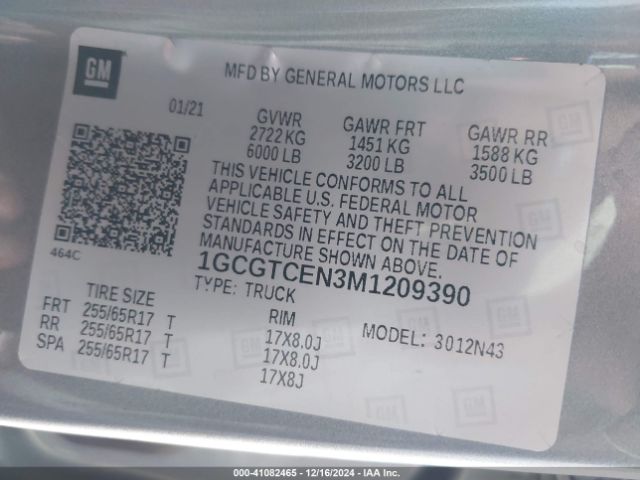 GM
MFD BY GENERAL MOTORS LLC
01/21
GVWR GAWR FRT GAWR RR
2722 KG 1451 KG 1588 KG
6000 LB 3200 LB 3500 LB
THIS VEHICLE CONFORMS TO ALL
APPLICABLE U.S. FEDERAL MOTOR
VEHICLE SAFETY AND THEFT PREVENTION
STANDARDS IN EFFECT ON THE DATE OF
MANUFACTURE SHOWN ABOVE.
464C
1GCGTCEN3M1209390
TYPE: TRUCK
TIRE SIZE RIM MODEL: 3012N43
FRT 255/65R17 T 17X8.0J
RR 255/65R17 T 17X8.0J
SPA 255/65R17 T 17X8J
000-41082465 - 12/16/2024 - IAA Inc.